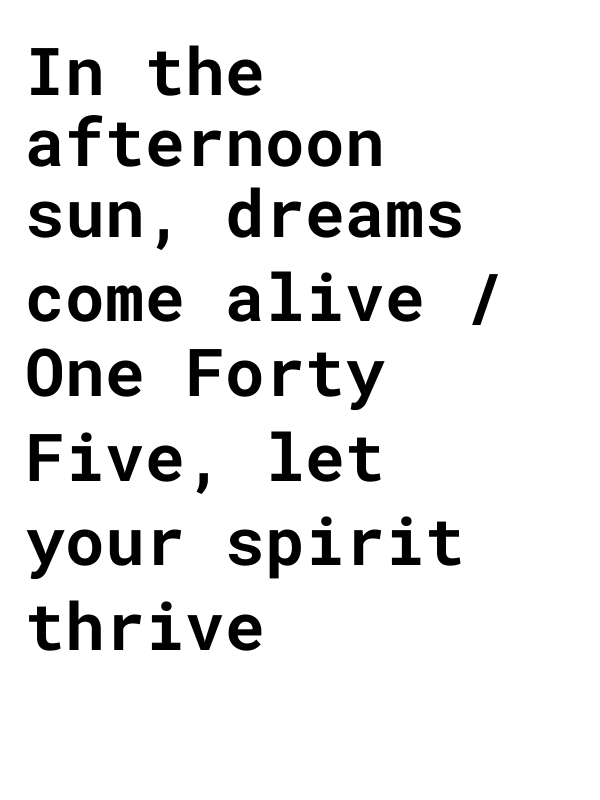 In the
afternoon
sun, dreams
come alive /
One Forty
Five, let
your spirit
thrive